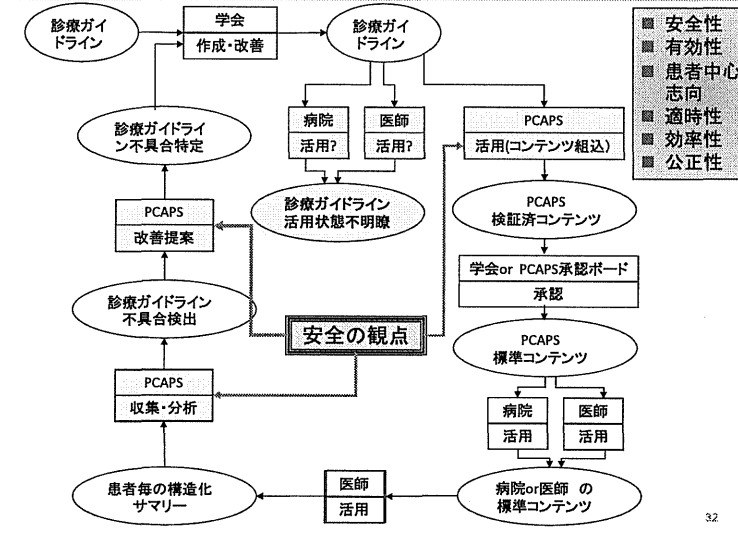 診療ガイ
ドライン
学会
作成・改善
診療ガイ
ドライン
■ 安全性
■ 有効性
■ 患者中心
志向
■ 適時性
■ 効率性
■ 公正性
診療ガイドライ
ン不具合特定
病院
活用?
医師
活用?
PCAPS
活用(コンテンツ組込)
診療ガイドライン
活用状態不明瞭
PCAPS
検証済コンテンツ
PCAPS
改善提案
学会or PCAPS承認ボード
承認
診療ガイドライン
不具合検出
安全の観点
PCAPS
標準コンテンツ
PCAPS
収集・分析
病院
活用
医師
活用
患者毎の構造化
サマリー
医師
活用
病院or医師 の
標準コンテンツ
32